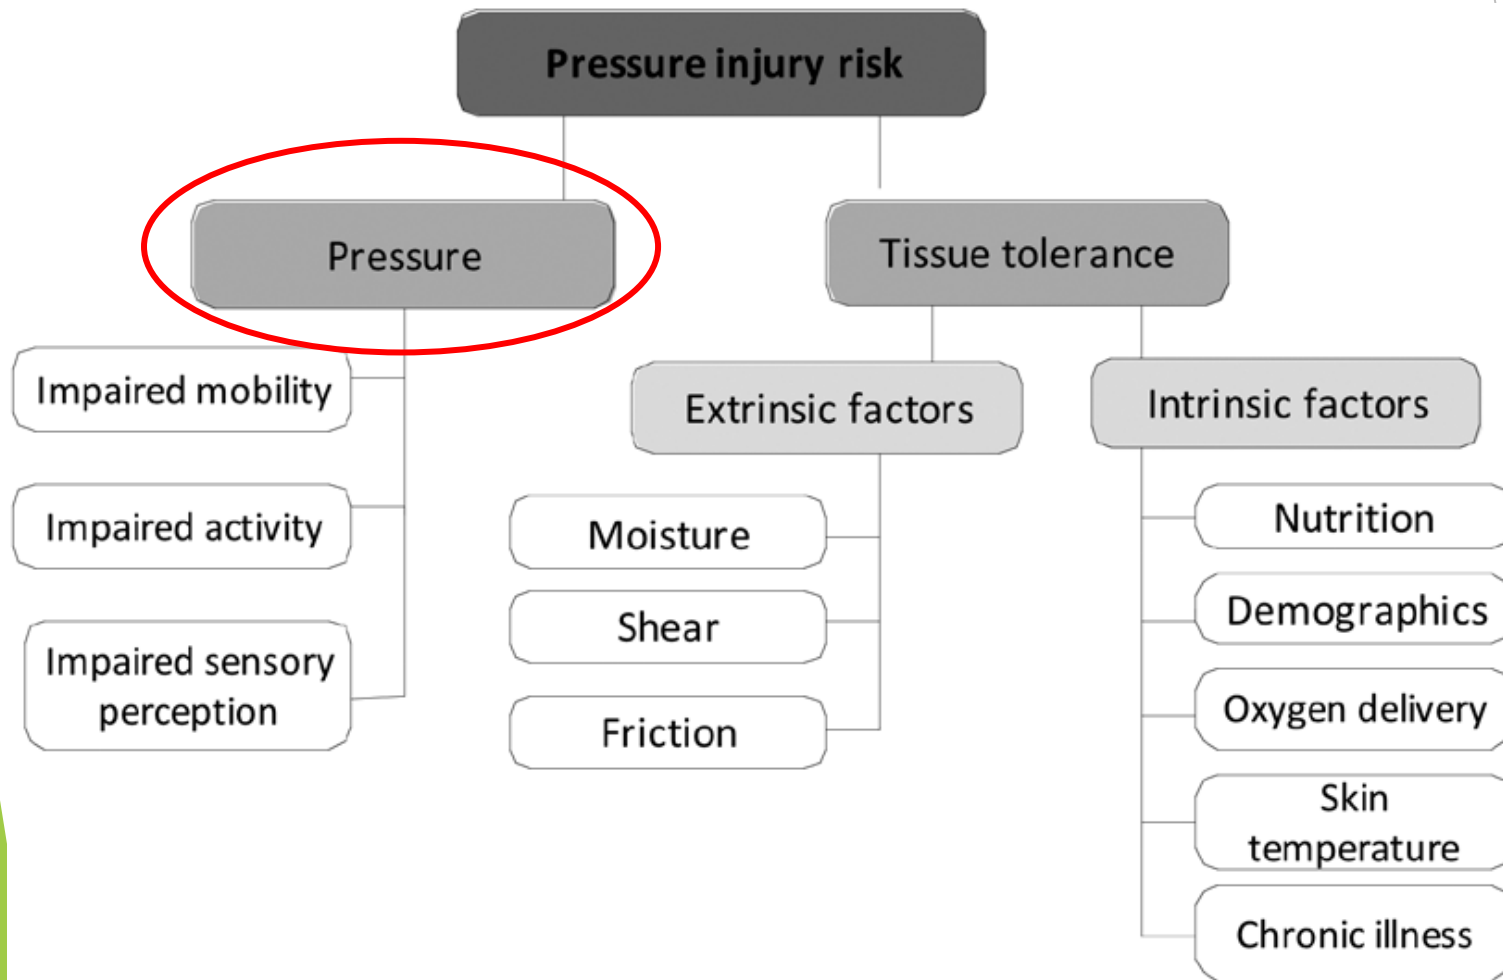 Pressure injury risk
Pressure
Tissue tolerance
Impaired mobility
Impaired activity
Impaired sensory
perception
Extrinsic factors
Moisture
Shear
Friction
Intrinsic factors
Nutrition
Demographics
Oxygen delivery
Skin
temperature
Chronic illness